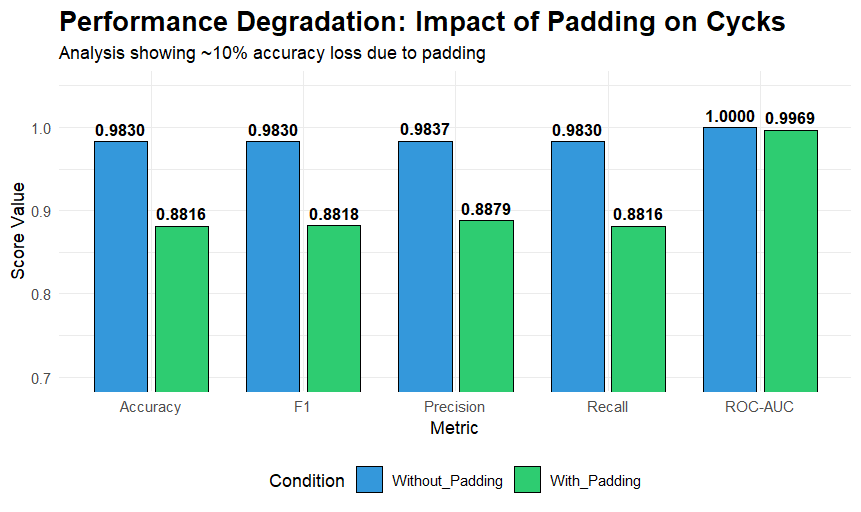 Performance Degradation: Impact of Padding on Cycks
Analysis showing ~10% accuracy loss due to padding
Score Value
1.0
0.9
0.8
0.7
0.9830
0.8816
0.9830
0.8818
0.9837
0.8879
0.9830
0.8816
1.0000
0.9969
Accuracy
F1
Precision
Recall
ROC-AUC
Metric
Condition
Without_Padding
With_Padding